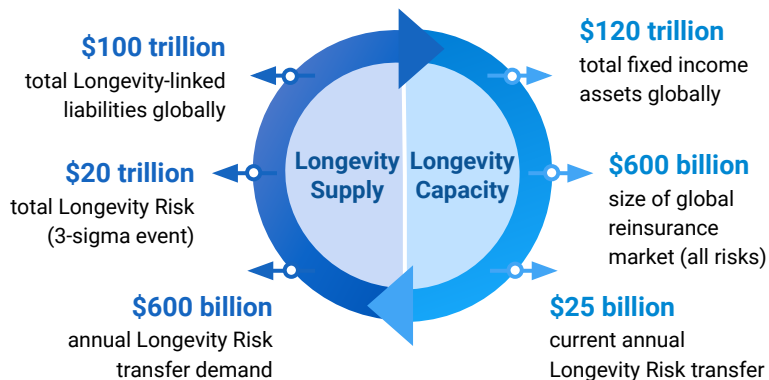 $100 trillion
total Longevity-linked
liabilities globally
$20 trillion
total Longevity Risk
(3-sigma event)
$600 billion
annual Longevity Risk
transfer demand
Longevity
Supply
Longevity
Capacity
$120 trillion
total fixed income
assets globally
$600 billion
size of global
reinsurance
market (all risks)
$25 billion
current annual
Longevity Risk transfer